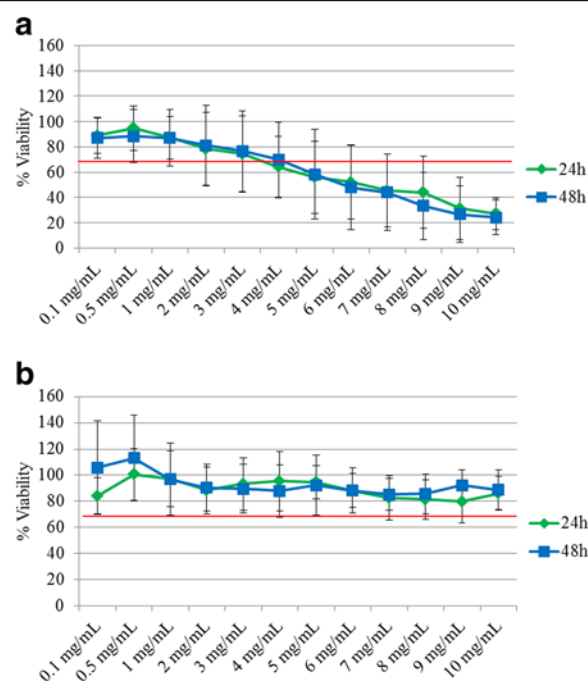 a
160
140
120
100
80
60
40
20
0
% Viability
0.1 mg/mL
0.5 mg/mL
1 mg/mL
2 mg/mL
3 mg/mL
4 mg/mL
5 mg/mL
6 mg/mL
7 mg/mL
8 mg/mL
9 mg/mL
10 mg/mL
24h
48h
b
160
140
120
100
80
60
40
20
0
% Viability
0.1 mg/mL
0.5 mg/mL
1 mg/mL
2 mg/mL
3 mg/mL
4 mg/mL
5 mg/mL
6 mg/mL
7 mg/mL
8 mg/mL
9 mg/mL
10 mg/mL
24h
48h